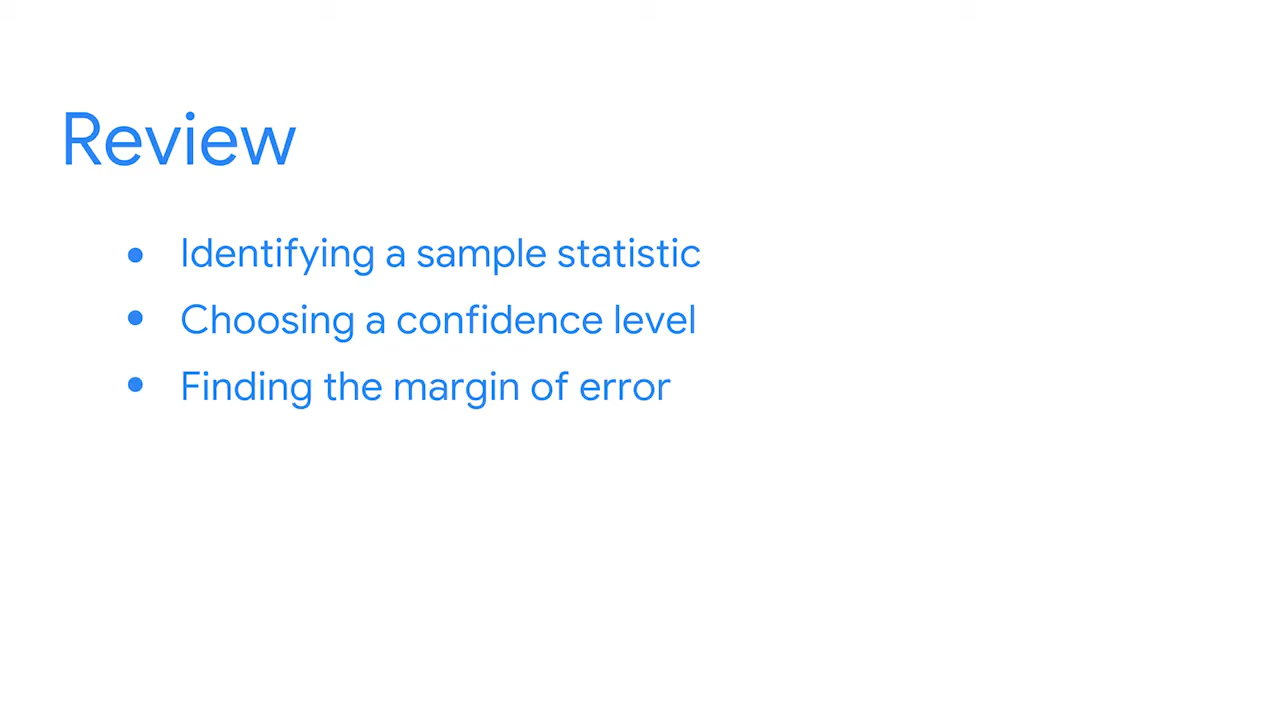 Review
• Identifying a sample statistic
• Choosing a confidence level
• Finding the margin of error